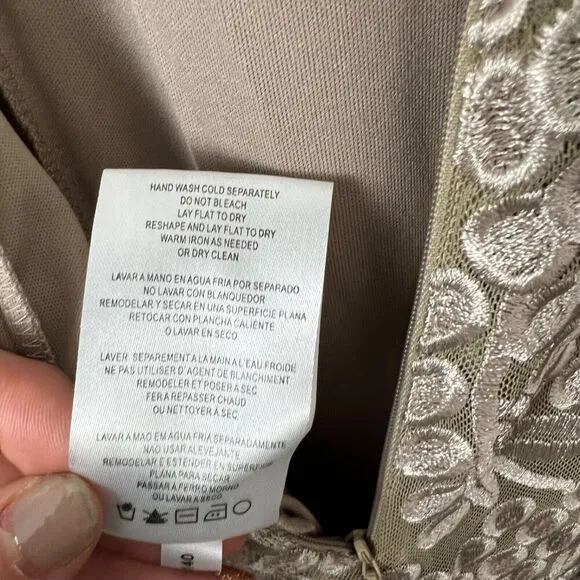 HAND WASH COLD SEPARATELY
DO NOT BLEACH
LAY FLAT TO DRY
RESHAPE AND LAY FLAT TO DRY
WARM IRON AS NEEDED
OR DRY CLEAN
LAVAR A MANO EN AGUA FRIA POR SEPARADO
NO LAVAR CON BLANQUEDOR
REMODELAR Y SECAR EN UNA SUPERFICIE PLANA
RETOCAR CON PLANCHA CALIENTE
O LAVAR EN SECO
LAVER SEPAREMENT A LA MAIN A L'EAU FROIDE
NE PAS UTILISER D'AGENT DE BLANCHIMENT
REMODELER ET POSER A SEC
FER A REPASSER CHAUD
OU NETTOYER A SEC
LAVAR A MAO EM AGUA FRIA SEPARADAMENTE
NAO USAR ALEVEJANTE
REMODELAR E ESTENDER EN SUPERFICIE
PLANA PARA SECAR
PASSAR A FERRO MORNO
OU LAVAR A SECO
40